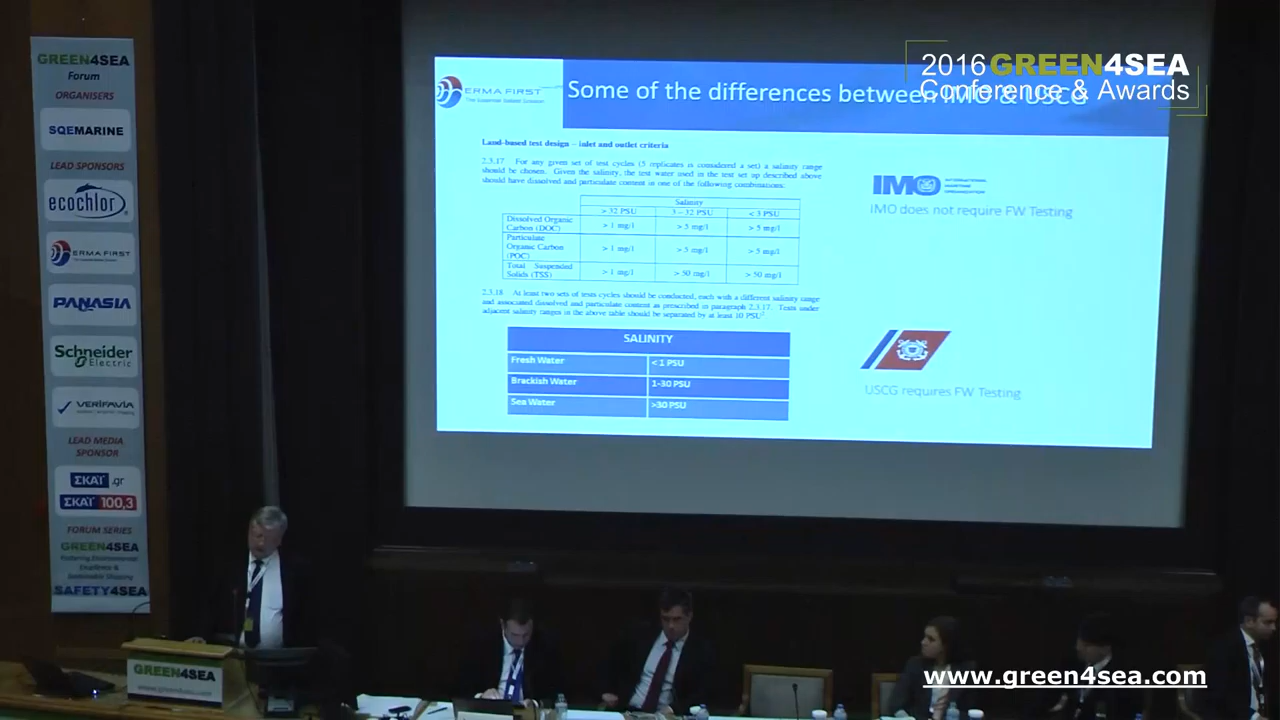 GREEN4SEA
Forum
ORGANISERS
SQEMARINE
LEAD SPONSORS
ecochlor
ERMA FIRST
PANASIA
Schneider
Electric
VERIFAVIA
LEAD MEDIA
SPONSOR
ΣΚΑΪ.gr
ΣΚΑΪ 100,3
FORUM SERIES
GREEN4SEA
Fostering Environmental
Excellence &
Sustainable Shipping
SAFETY4SEA
ERMA FIRST
Some of the differences between IMO & USCG
2016 GREEN4SEA
Conference & Awards
Land-based test design – inlet and outlet criteria
2.3.17 For any given set of test cycles (5 replicates is considered a set) a salinity range
should be chosen. Given the salinity, the test water used in the test set up described above
should have dissolved and particulate content in one of the following combinations:
Salinity
> 32 PSU 3 – 32 PSU < 3 PSU
Dissolved Organic
Carbon (DOC) > 1 mg/l > 5 mg/l > 5 mg/l
Particulate
Organic Carbon
(POC) > 1 mg/l > 5 mg/l > 5 mg/l
Total Suspended
Solids (TSS) > 1 mg/l > 50 mg/l > 50 mg/l
2.3.18 At least two sets of tests cycles should be conducted, each with a different salinity range
and associated dissolved and particulate content as prescribed in paragraph 2.3.17. Tests under
adjacent salinity ranges in the above table should be separated by at least 10 PSU
SALINITY
Fresh Water < 1 PSU
Brackish Water 1-30 PSU
Sea Water >30 PSU
IMO
INTERNATIONAL
MARITIME
ORGANIZATION
IMO does not require FW Testing
USCG requires FW Testing
GREEN4SEA
www.green4sea.com
www.green4sea.com